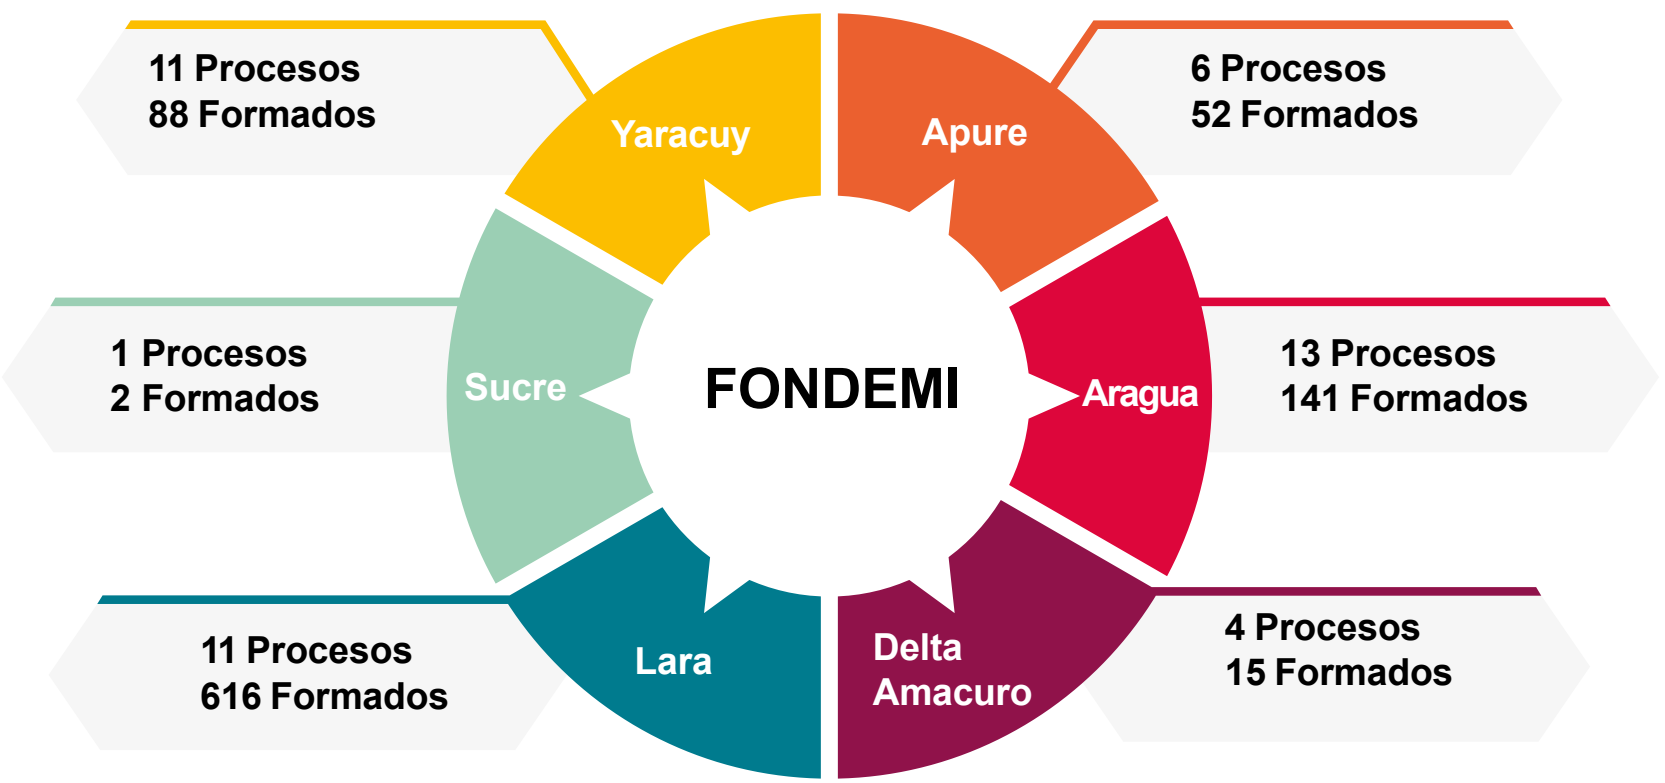 11 Procesos
88 Formados
Yaracuy
Apure
6 Procesos
52 Formados
1 Procesos
2 Formados
Sucre
FONDEMI
Aragua
13 Procesos
141 Formados
11 Procesos
616 Formados
Lara
Delta
Amacuro
4 Procesos
15 Formados